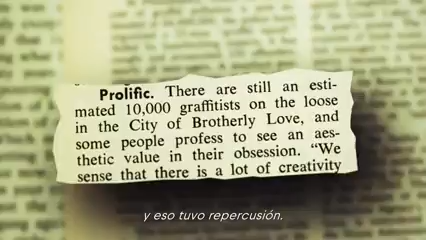 Prolific. There are still an esti-
mated 10,000 graffitists on the loose
in the City of Brotherly Love, and
some people profess to see an aes-
thetic value in their obsession. “We
sense that there is a lot of creativity
y eso tuvo repercusión.